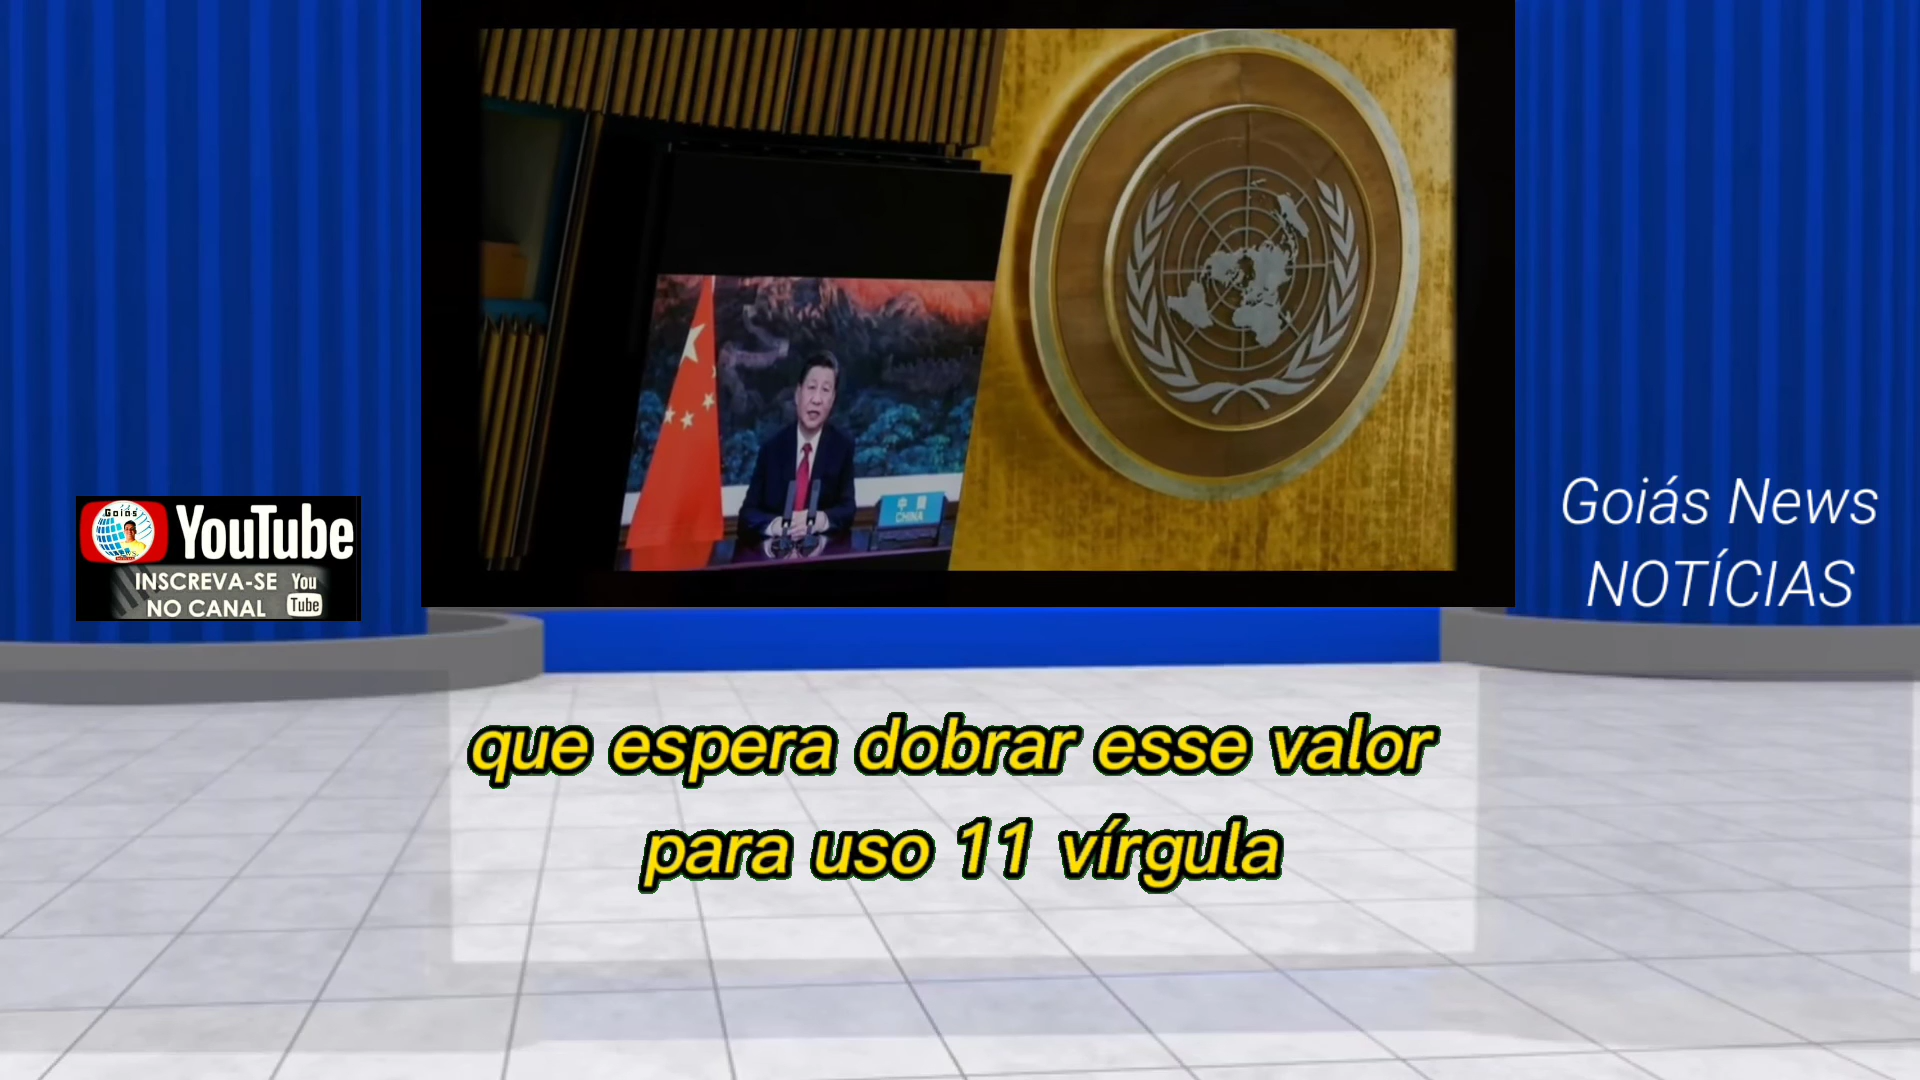 中国
CHINA
Goiás
YouTube
INSCREVA-SE
NO CANAL
You
Tube
Goiás News
NOTÍCIAS
que espera dobrar esse valor
para uso 11 vírgula